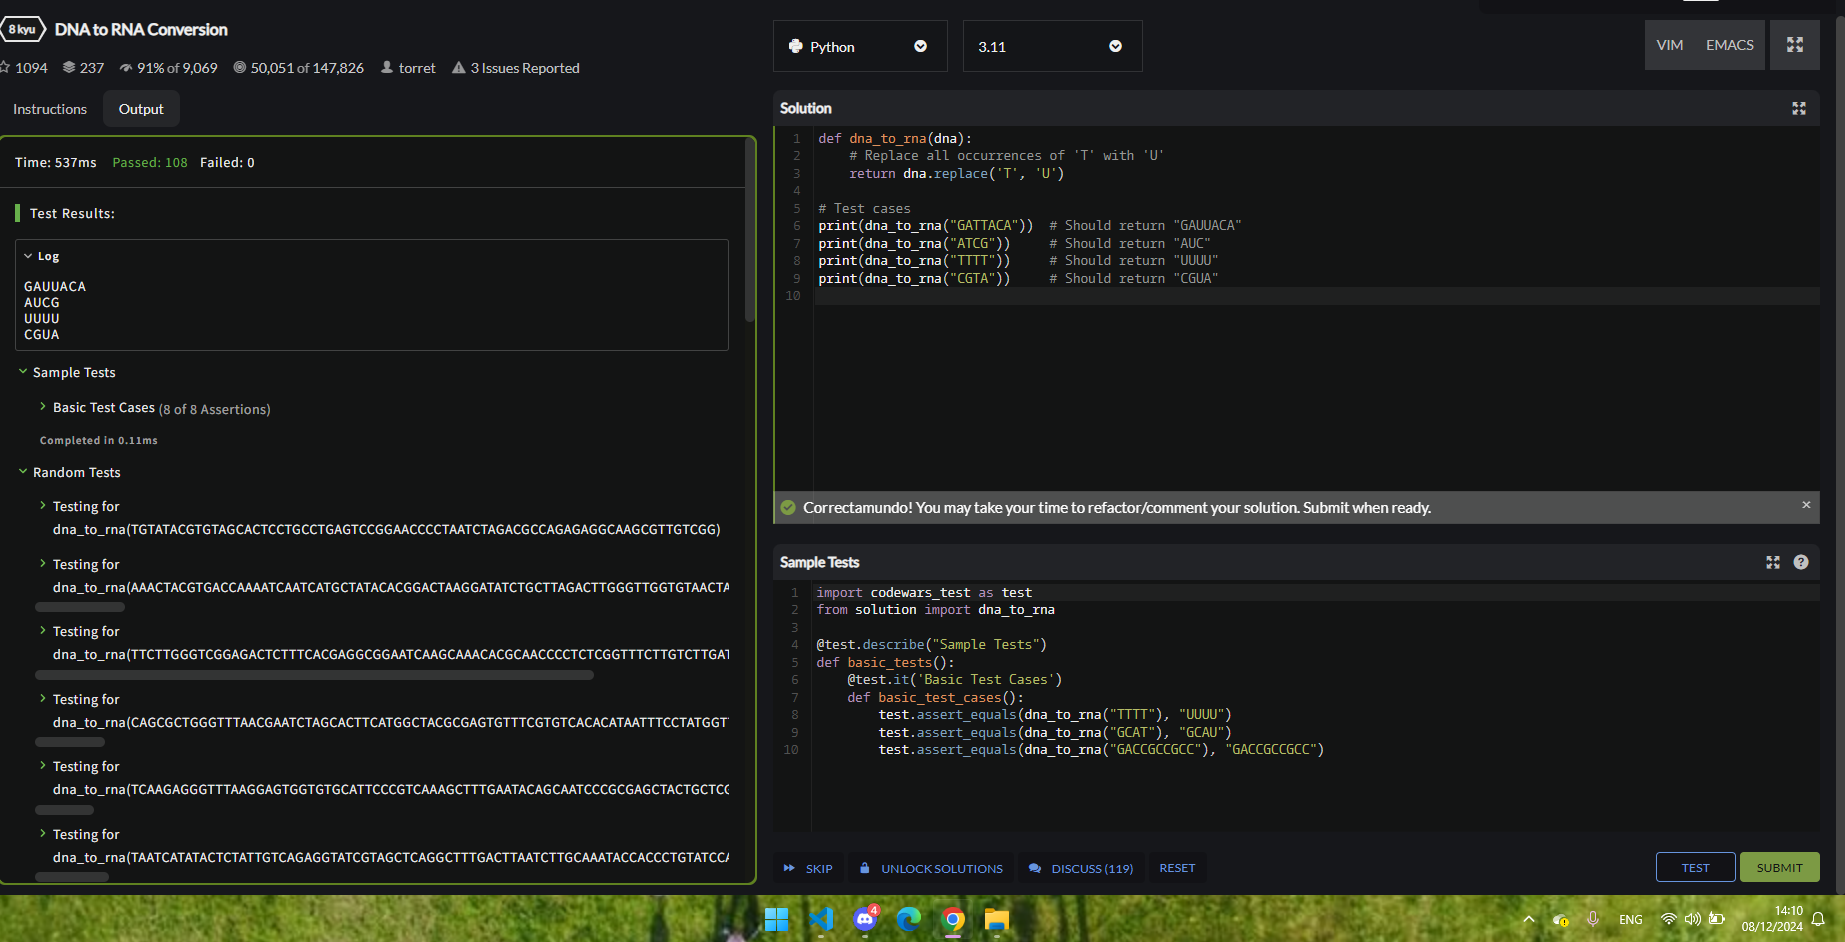 8 kyu DNA to RNA Conversion
1094 237 91% of 9,069 50,051 of 147,826 torret 3 Issues Reported
Instructions Output
Time: 537ms Passed: 108 Failed: 0
Test Results:
Log
GAUUACA
AUCG
UUUU
CGUA
Sample Tests
Basic Test Cases (8 of 8 Assertions)
Completed in 0.11ms
Random Tests
Testing for
dna_to_rna(TGTATACGTGTAGCACTCCTGCCTGAGTCCGGAACCCCTAATCTAGACGCCAGAGAGGCAAGCGTTGTCGG)
Testing for
dna_to_rna(AAACTACGTGACCAAAATCAATCATGCTATACACGGACTAAGGATATCTGCTTAGACTTGGGTTGGTGTAACTA
Testing for
dna_to_rna(TTCTTGGGTCGGAGACTCTTTCACGAGGCGGAATCAAGCAAACACGCAACCCCTCTCGGTTTCTTGTCTTGAT
Testing for
dna_to_rna(CAGCGCTGGGTTTAACGAATCTAGCACTTCATGGCTACGCGAGTGTTTCGTGTCACACATAATTTCCTATGGT
Testing for
dna_to_rna(TCAAGAGGGTTTAAGGAGTGGTGTGCATTCCCGTCAAAGCTTTGAATACAGCAATCCCGCGAGCTACTGCTCG
Testing for
dna_to_rna(TAATCATATACTCTATTGTCAGAGGTATCGTAGCTCAGGCTTTGACTTAATCTTGCAAATACCACCCTGTATCCA
Python 3.11 VIM EMACS
Solution
1 def dna_to_rna(dna):
2 # Replace all occurrences of 'T' with 'U'
3 return dna.replace('T', 'U')
4
5 # Test cases
6 print(dna_to_rna("GATTACA")) # Should return "GAUUACA"
7 print(dna_to_rna("ATCG")) # Should return "AUC"
8 print(dna_to_rna("TTTT")) # Should return "UUUU"
9 print(dna_to_rna("CGTA")) # Should return "CGUA"
10
Correctamundo! You may take your time to refactor/comment your solution. Submit when ready. ×
Sample Tests ?
1 import codewars_test as test
2 from solution import dna_to_rna
3
4 @test.describe("Sample Tests")
5 def basic_tests():
6 @test.it('Basic Test Cases')
7 def basic_test_cases():
8 test.assert_equals(dna_to_rna("TTTT"), "UUUU")
9 test.assert_equals(dna_to_rna("GCAT"), "GCAU")
10 test.assert_equals(dna_to_rna("GACCGCCGCC"), "GACCGCCGCC")
SKIP UNLOCK SOLUTIONS DISCUSS (119) RESET TEST SUBMIT
4 ENG 14:10
08/12/2024